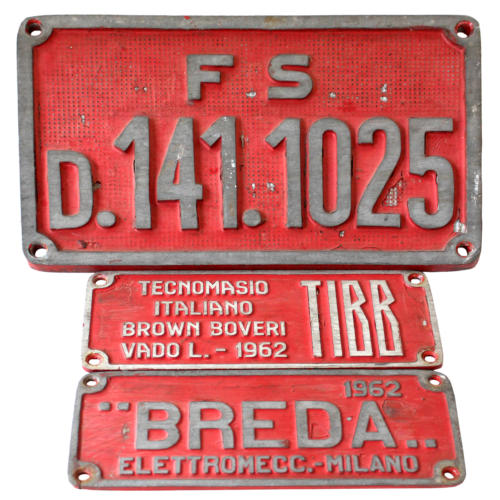 F S
D.141.1025
TECNOMASIO
ITALIANO
BROWN BOVERI
VADO L. - 1962
TIBB
1962
¨BREDA..
ELETTROMECC.-MILANO